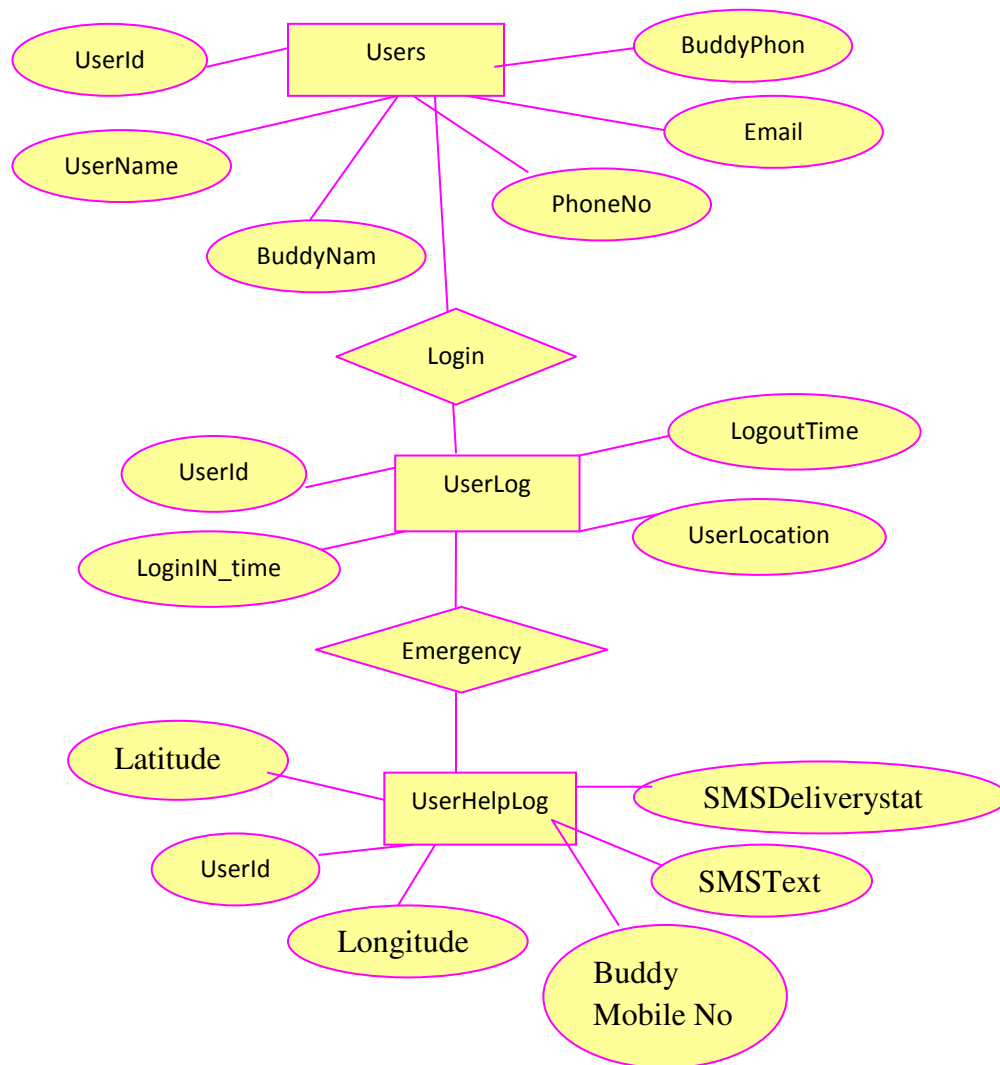 Users
UserId
BuddyPhon
Email
UserName
PhoneNo
BuddyNam
Login
LogoutTime
UserId
UserLog
UserLocation
LoginIN_time
Emergency
Latitude
UserHelpLog
SMSDeliverystat
UserId
SMSText
Longitude
Buddy
Mobile No